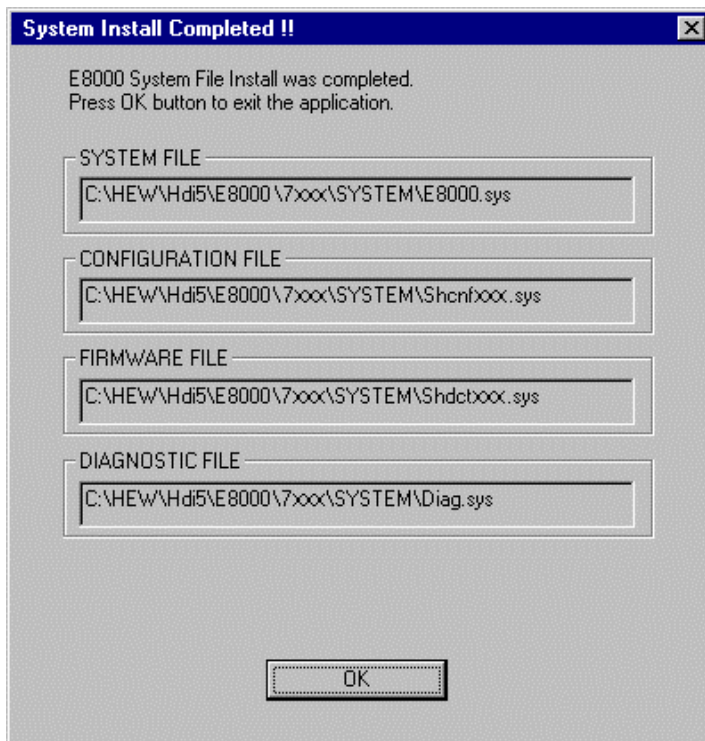 System Install Completed !!
E8000 System File Install was completed.
Press OK button to exit the application.
SYSTEM FILE
C:\HEW\Hdi5\E8000\7xxx\SYSTEM\E8000.sys
CONFIGURATION FILE
C:\HEW\Hdi5\E8000\7xxx\SYSTEM\Shcnfxxx.sys
FIRMWARE FILE
C:\HEW\Hdi5\E8000\7xxx\SYSTEM\Shdctxxx.sys
DIAGNOSTIC FILE
C:\HEW\Hdi5\E8000\7xxx\SYSTEM\Diag.sys
OK